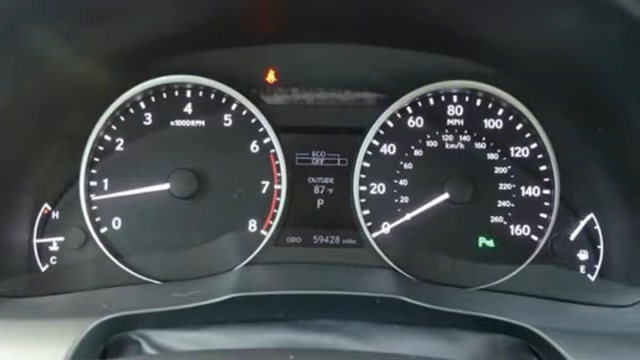 0 1 2 3 4 5 6 7 8
x1000RPM
ECO
OFF
OUTSIDE
87°F
P
ODO 59428 miles
0 20 40 60 80 100 120 140 160
MPH
20 40 60 80 100 120 140 160 180 200 220 240 260
km/h
P
H
C
E